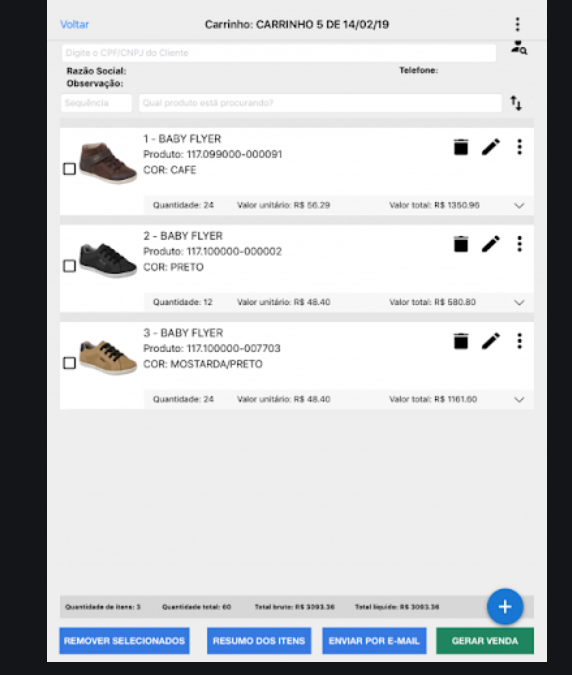 Voltar Carrinho: CARRINHO 5 DE 14/02/19
Digite o CPF/CNPJ do Cliente
Razão Social: Telefone:
Observação:
Sequência Qual produto está procurando?
1 - BABY FLYER
Produto: 117.099000-000091
COR: CAFE
Quantidade: 24 Valor unitário: R$ 56.29 Valor total: R$ 1350.96
2 - BABY FLYER
Produto: 117.100000-000002
COR: PRETO
Quantidade: 12 Valor unitário: R$ 48.40 Valor total: R$ 580.80
3 - BABY FLYER
Produto: 117.100000-007703
COR: MOSTARDA/PRETO
Quantidade: 24 Valor unitário: R$ 48.40 Valor total: R$ 1161.60
Quantidade de itens: 3 Quantidade total: 60 Total bruto: R$ 3093.36 Total líquido: R$ 3093.36
REMOVER SELECIONADOS RESUMO DOS ITENS ENVIAR POR E-MAIL GERAR VENDA